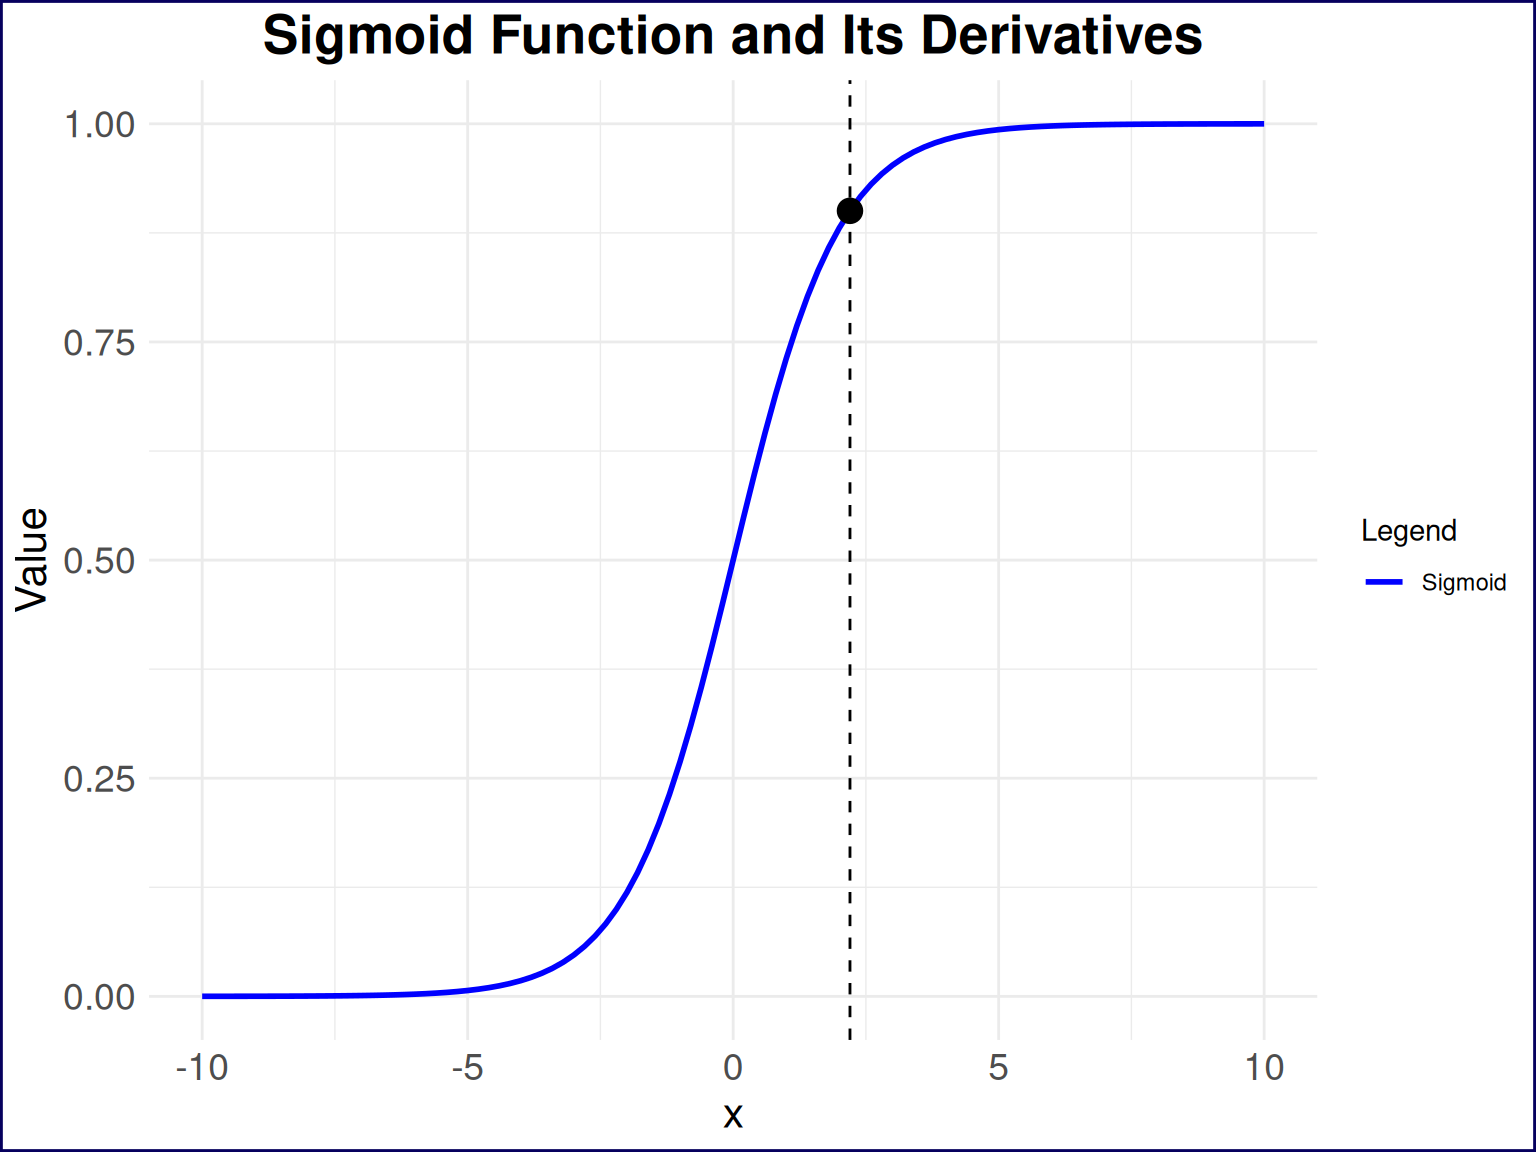 Sigmoid Function and Its Derivatives
Value
1.00
0.75
0.50
0.25
0.00
-10 -5 0 5 10
x
Legend
Sigmoid